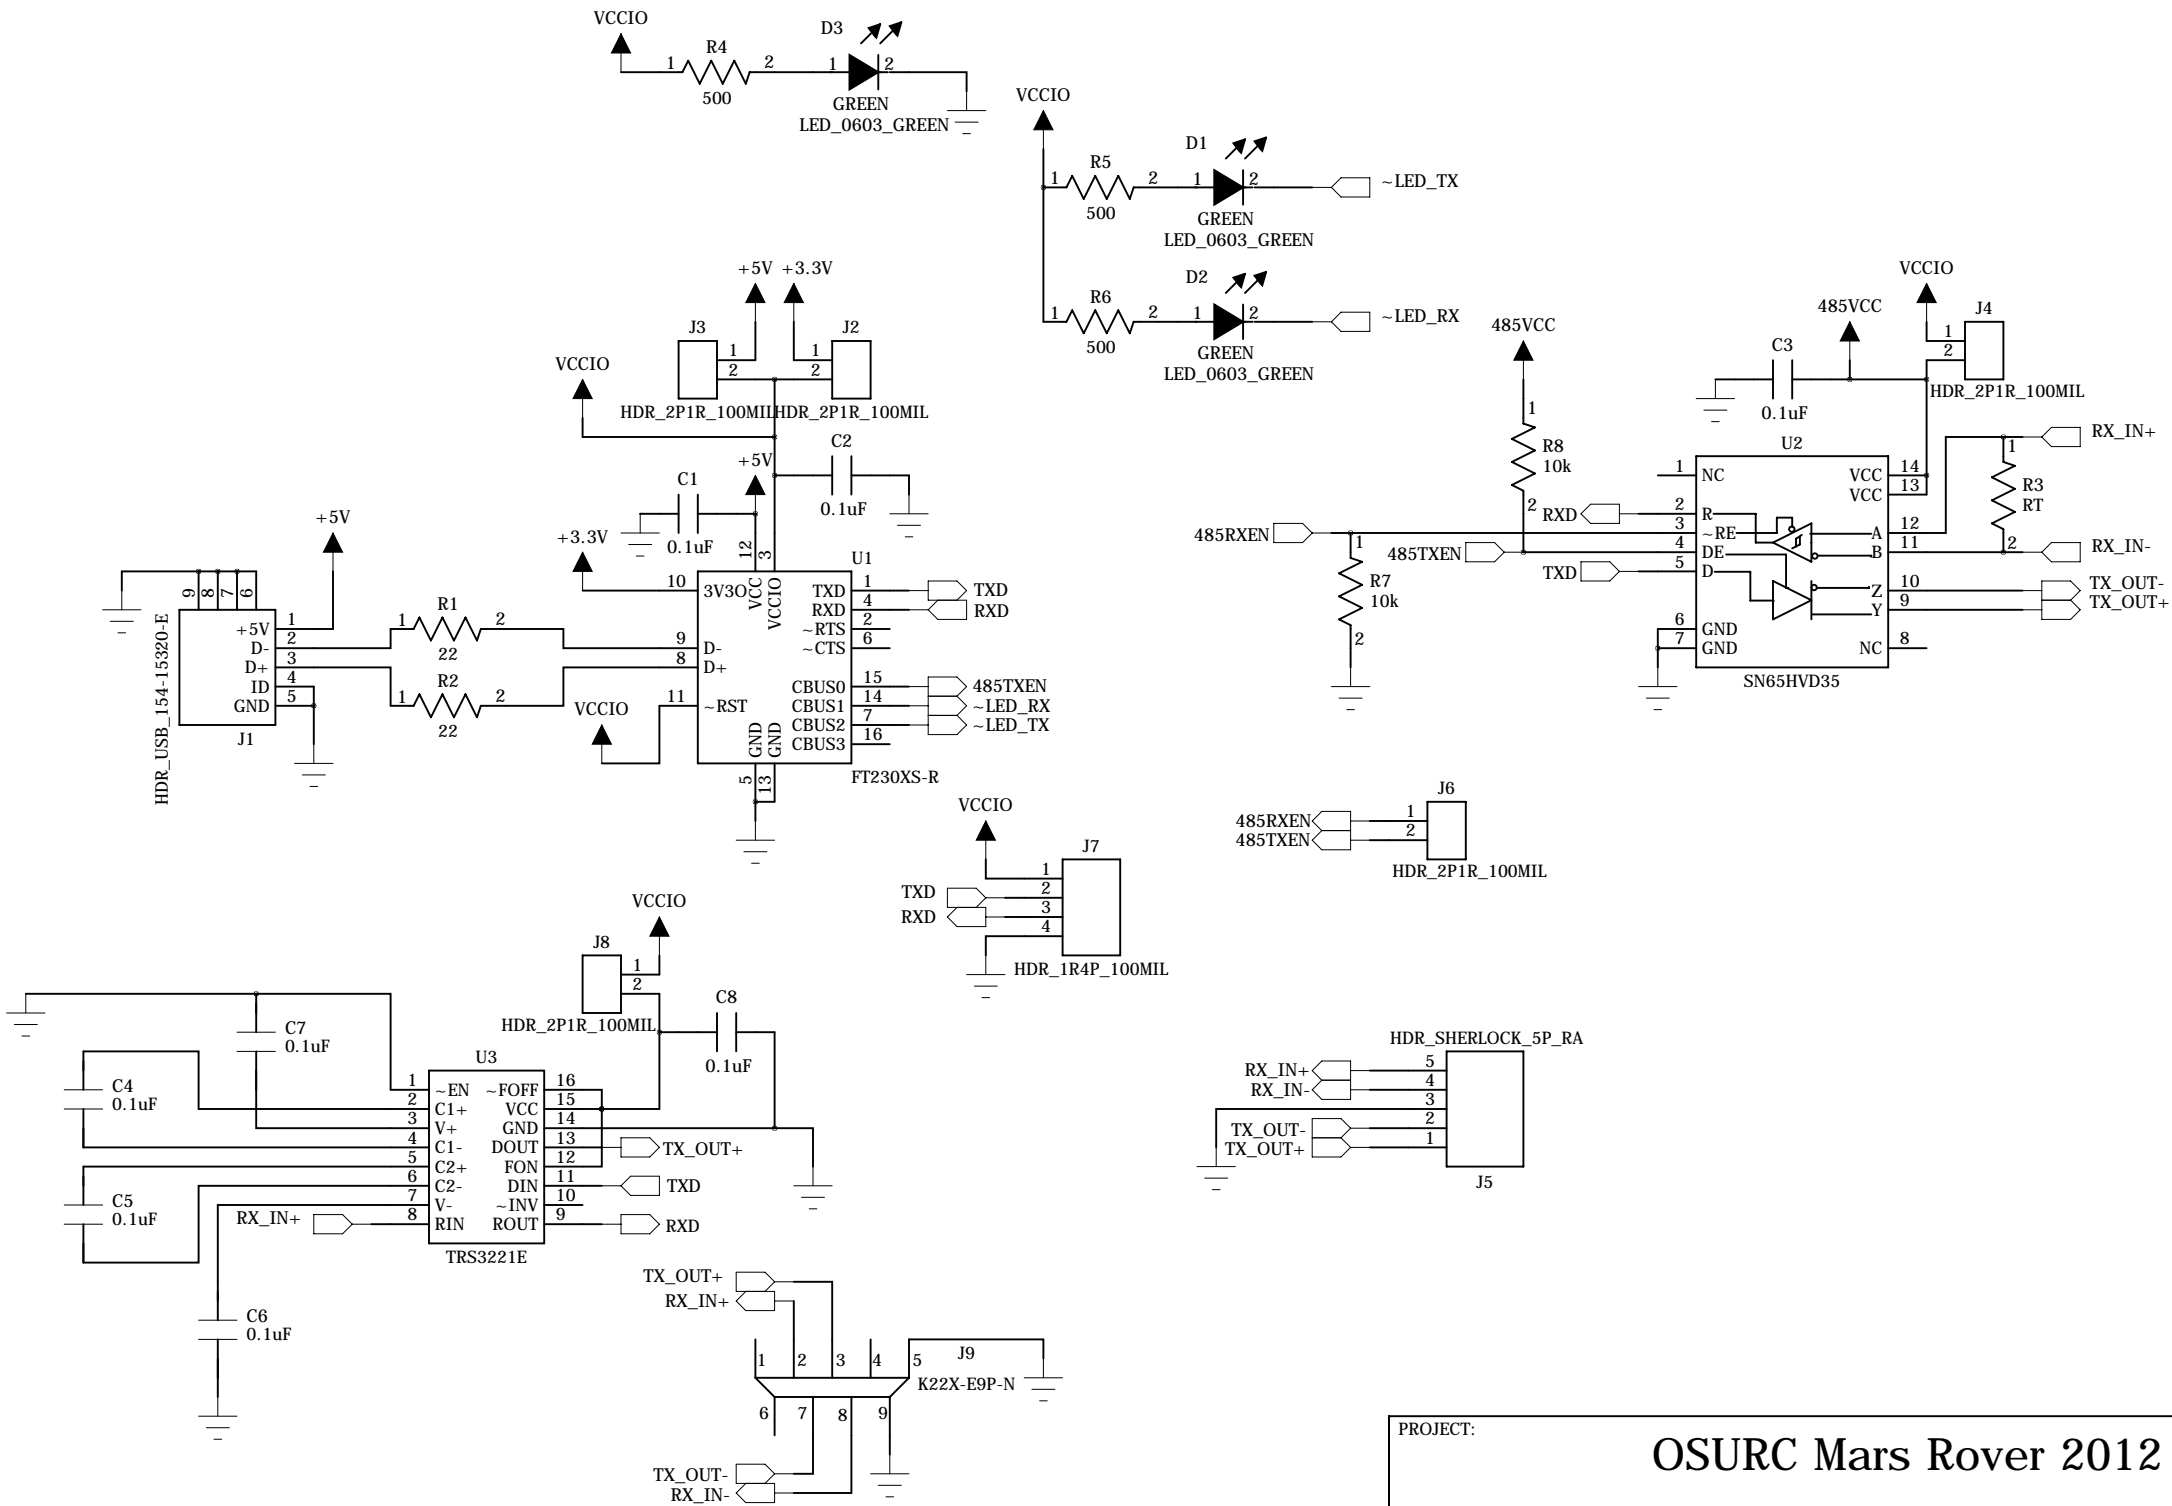 VCCIO
D3
R4
1 2 1 2
500
GREEN
LED_0603_GREEN
VCCIO
D1
R5
1 2 1 2
~LED_TX
500
GREEN
LED_0603_GREEN
D2
R6
1 2 1 2
~LED_RX
500
GREEN
LED_0603_GREEN
+5V +3.3V
J3 J2
1 1
2 2
VCCIO
HDR_2P1R_100MIL HDR_2P1R_100MIL
C2
0.1uF
+5V
C1
0.1uF
+3.3V
12 3
U1
10 3V3O VCC VCCIO TXD 1 TXD
RXD 4 RXD
~RTS 2
9 D- ~CTS 6
8 D+
CBUS0 15 485TXEN
11 ~RST CBUS1 14 ~LED_RX
CBUS2 7 ~LED_TX
GND GND CBUS3 16
5 13
FT230XS-R
VCCIO
+5V
9 8 7 6
+5V 1
D- 2
D+ 3
ID 4
GND 5
J1
HDR_USB_154-15320-E
R1
1 2
22
R2
1 2
22
485VCC
1
R8
10k
2
485RXEN
485TXEN
1
R7
10k
2
VCCIO
485VCC
J4
1
2
HDR_2P1R_100MIL
C3
0.1uF
U2
1 NC VCC 14
VCC 13
RXD 2 R
3 ~RE A 12
4 DE B 11
TXD 5 D
Z 10 TX_OUT-
Y 9 TX_OUT+
6 GND
7 GND NC 8
SN65HVD35
RX_IN+
1
R3
RT
2
RX_IN-
VCCIO
J7
1
TXD 2
RXD 3
4
HDR_1R4P_100MIL
J6
485RXEN 1
485TXEN 2
HDR_2P1R_100MIL
VCCIO
J8
1
2
HDR_2P1R_100MIL
C8
0.1uF
C7
0.1uF
C4
0.1uF
C5
0.1uF
C6
0.1uF
U3
1 ~EN ~FOFF 16
2 C1+ VCC 15
3 V+ GND 14
4 C1- DOUT 13 TX_OUT+
5 C2+ FON 12
6 C2- DIN 11 TXD
7 V- ~INV 10
RX_IN+ 8 RIN ROUT 9 RXD
TRS3221E
HDR_SHERLOCK_5P_RA
RX_IN+ 5
RX_IN- 4
3
TX_OUT- 2
TX_OUT+ 1
J5
TX_OUT+
RX_IN+
1 2 3 4 5 J9
K22X-E9P-N
6 7 8 9
TX_OUT-
RX_IN-
PROJECT:
OSURC Mars Rover 2012